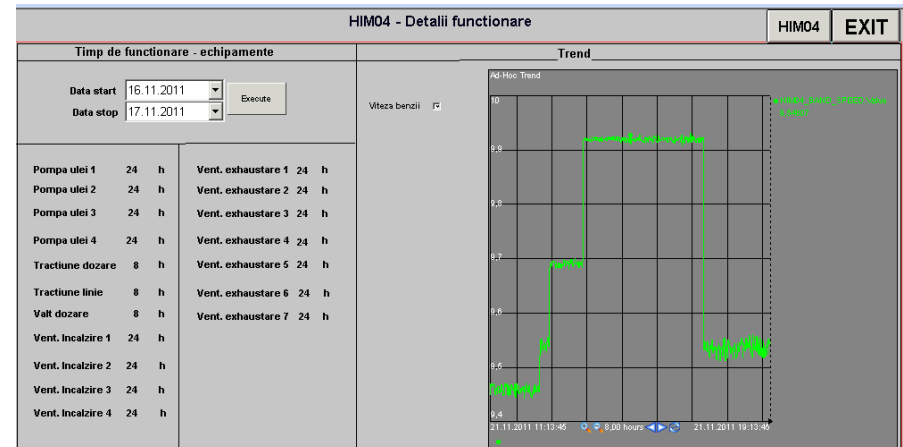 HIM04 - Detalii functionare
HIM04 EXIT
Timp de functionare - echipamente
Trend
Data start 16.11.2011
Data stop 17.11.2011
Execute
Pompa ulei 1 24 h
Pompa ulei 2 24 h
Pompa ulei 3 24 h
Pompa ulei 4 24 h
Tractiune dozare 8 h
Tractiune linie 8 h
Valt dozare 8 h
Vent. Incalzire 1 24 h
Vent. Incalzire 2 24 h
Vent. Incalzire 3 24 h
Vent. Incalzire 4 24 h
Vent. exhaustare 1 24 h
Vent. exhaustare 2 24 h
Vent. exhaustare 3 24 h
Vent. exhaustare 4 24 h
Vent. exhaustare 5 24 h
Vent. exhaustare 6 24 h
Vent. exhaustare 7 24 h
Viteza benzii
Ad-Hoc Trend
10
9,9
9,8
9,7
9,6
9,5
9,4
21.11.2011 11:13:46 8,00 hours 21.11.2011 19:13:46